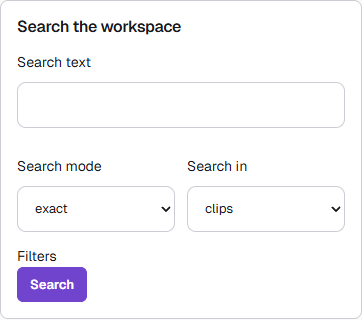 Search the workspace
Search text
Search mode
Search in
exact
clips
Filters
Search